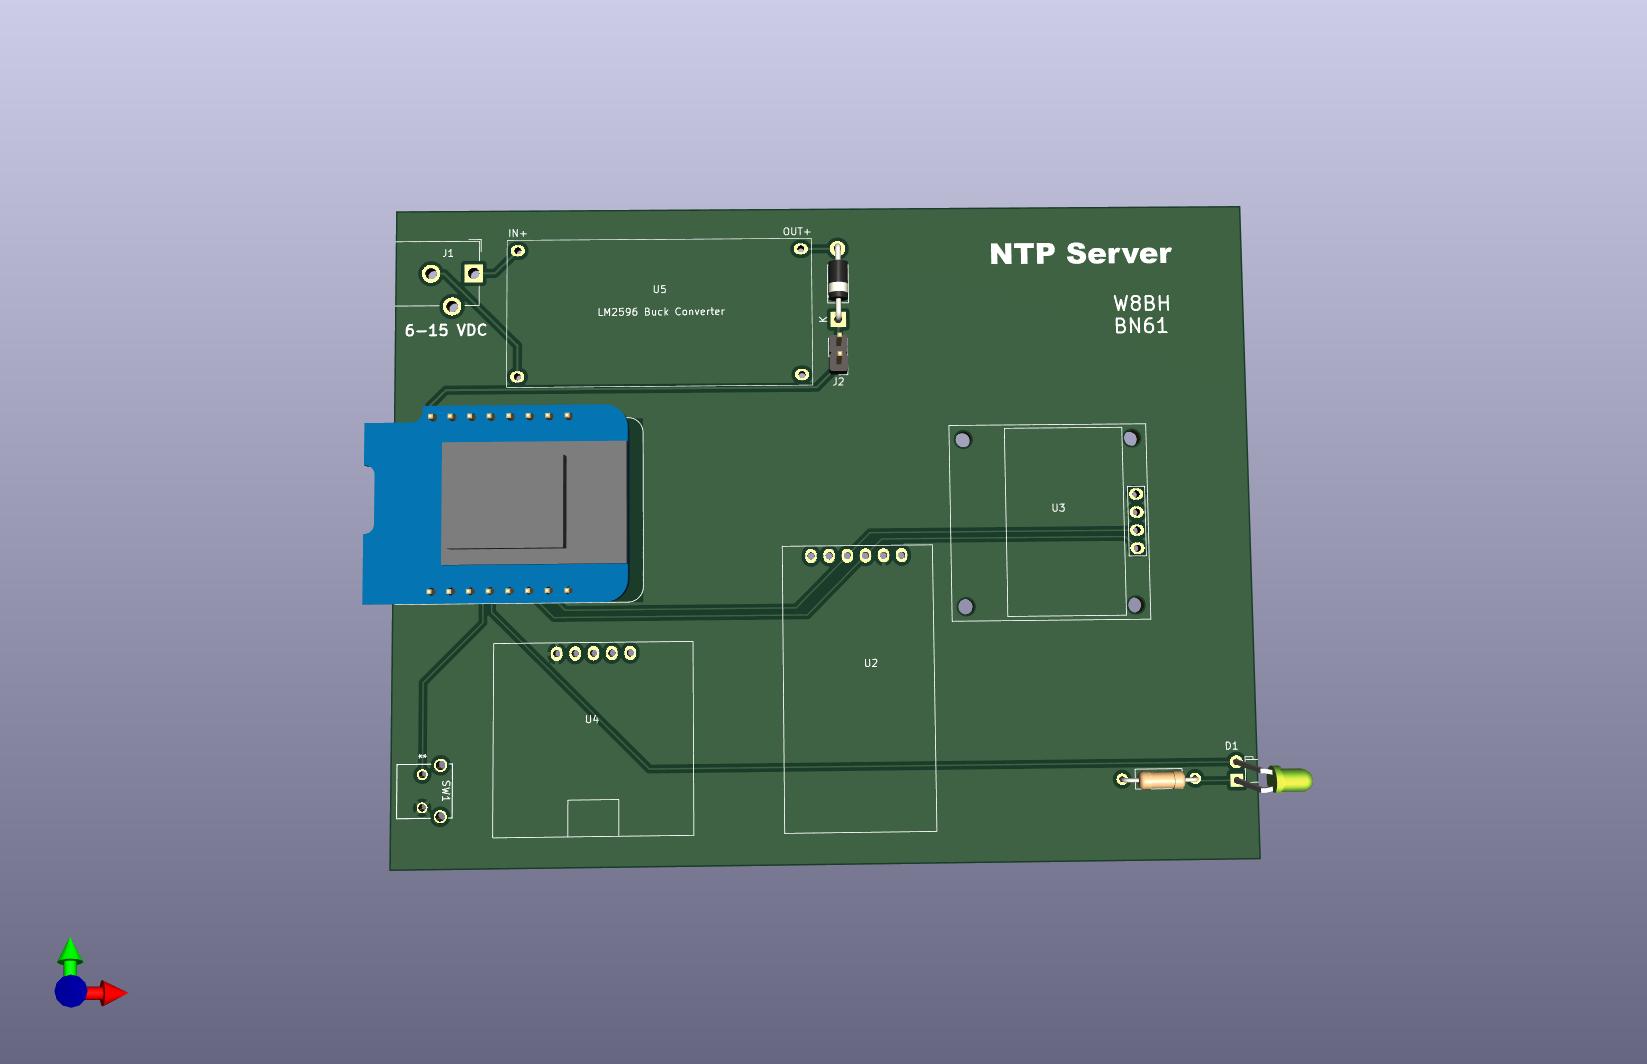 NTP Server
W8BH
BN61
J1
6-15 VDC
IN+
OUT+
U5
LM2596 Buck Converter
K
J2
U3
U2
U4
**
SW1
D1